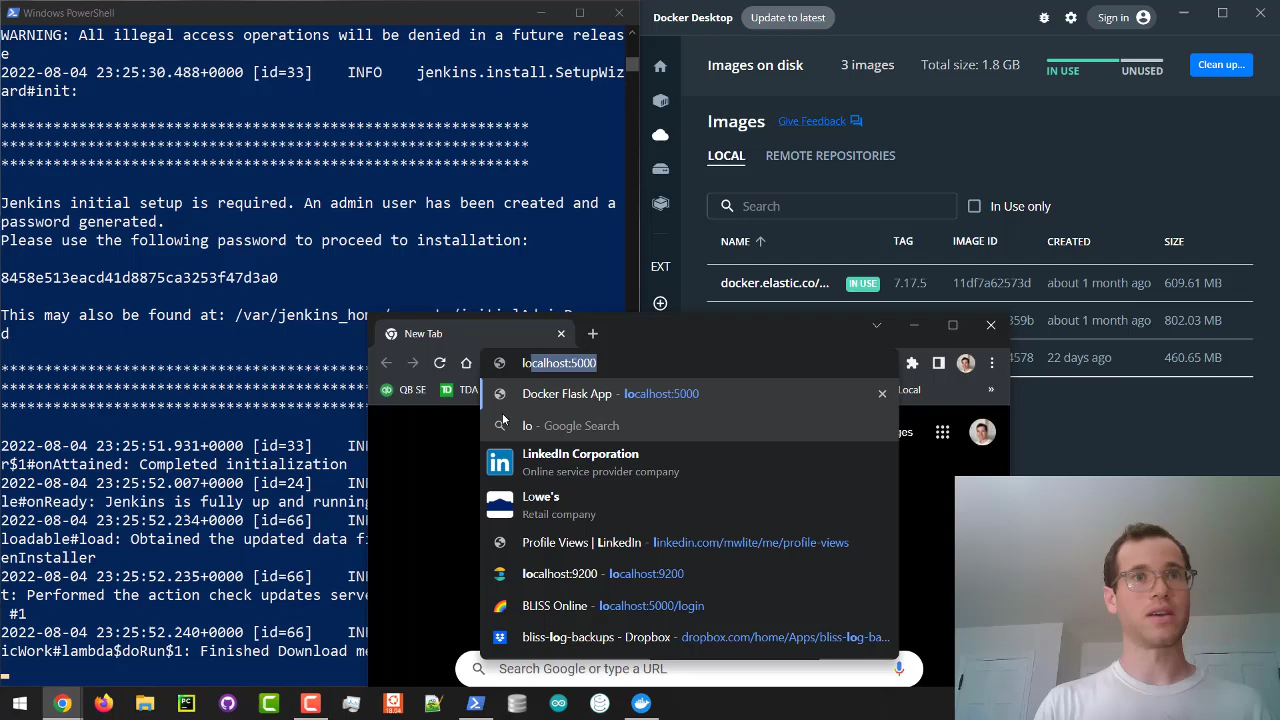 Windows PowerShell
WARNING: All illegal access operations will be denied in a future releas
e
2022-08-04 23:25:30.488+0000 [id=33] INFO jenkins.install.SetupWiz
ard#init:
*************************************************************
*************************************************************
*************************************************************
Jenkins initial setup is required. An admin user has been created and a
password generated.
Please use the following password to proceed to installation:
8458e513eacd41d8875ca3253f47d3a0
This may also be found at: /var/jenkins_ho
d
2022-08-04 23:25:51.931+0000 [id=33]
r$1#onAttained: Completed initialization
2022-08-04 23:25:52.007+0000 [id=24]
le#onReady: Jenkins is fully up and running
2022-08-04 23:25:52.234+0000 [id=66]
loadable#load: Obtained the updated data fi
enInstaller
2022-08-04 23:25:52.235+0000 [id=66]
t: Performed the action check updates serve
#1
2022-08-04 23:25:52.240+0000 [id=66]
icWork#lambda$doRun$1: Finished Download me
Docker Desktop Update to latest Sign in
Images on disk 3 images Total size: 1.8 GB IN USE UNUSED Clean up...
Images Give Feedback
LOCAL REMOTE REPOSITORIES
Search In Use only
NAME TAG IMAGE ID CREATED SIZE
docker.elastic.co/... IN USE 7.17.5 11df7a62573d about 1 month ago 609.61 MB
359b about 1 month ago 802.03 MB
4578 22 days ago 460.65 MB
EXT
New Tab
localhost:5000
QB SE TDA Local »
Docker Flask App - localhost:5000
lo - Google Search
LinkedIn Corporation
Online service provider company
Lowe's
Retail company
Profile Views | LinkedIn - linkedin.com/mwlite/me/profile-views
localhost:9200 - localhost:9200
BLISS Online - localhost:5000/login
bliss-log-backups - Dropbox - dropbox.com/home/Apps/bliss-log-ba...
Search Google or type a URL